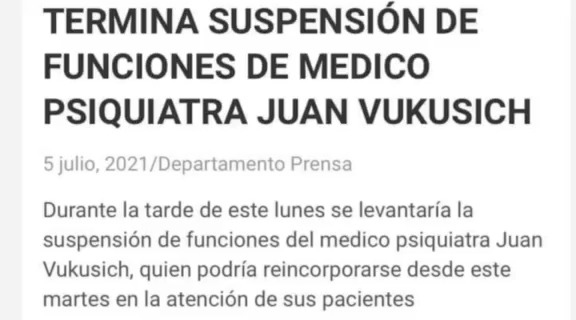 TERMINA SUSPENSIÓN DE
FUNCIONES DE MEDICO
PSIQUIATRA JUAN VUKUSICH
5 julio, 2021/Departamento Prensa
Durante la tarde de este lunes se levantaría la
suspensión de funciones del medico psiquiatra Juan
Vukusich, quien podría reincorporarse desde este
martes en la atención de sus pacientes